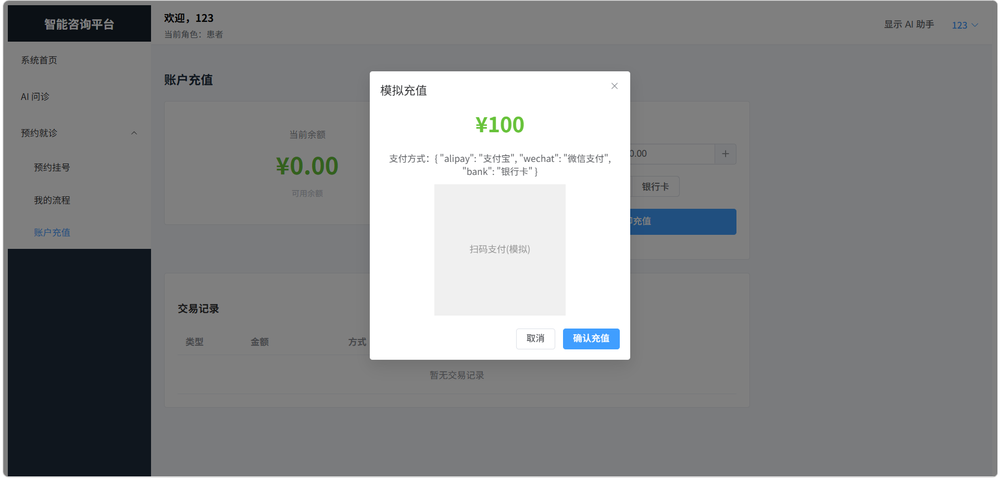 智能咨询平台
系统首页
AI 问诊
预约就诊
预约挂号
我的流程
账户充值
欢迎，123
当前角色：患者
显示 AI 助手
123
账户充值
当前余额
¥0.00
可用余额
0.00
银行卡
充值
交易记录
类型
金额
方式
暂无交易记录
模拟充值
¥100
支付方式：{ "alipay": "支付宝", "wechat": "微信支付",
"bank": "银行卡" }
扫码支付(模拟)
取消
确认充值